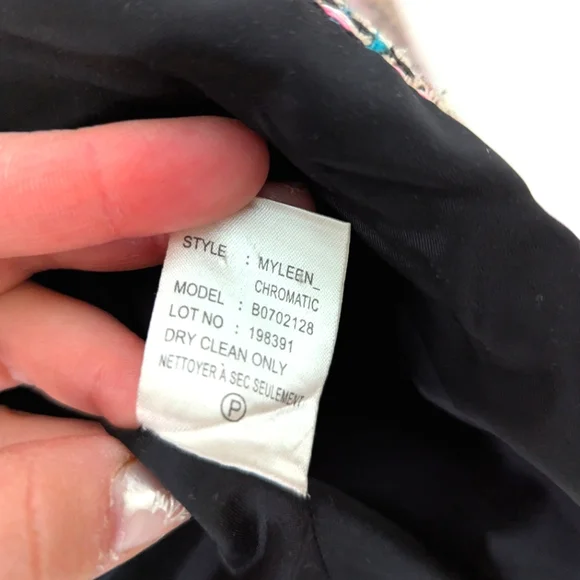 STYLE : MYLEEN_
CHROMATIC
MODEL : B0702128
LOT NO : 198391
DRY CLEAN ONLY
NETTOYER À SEC SEULEMENT
P